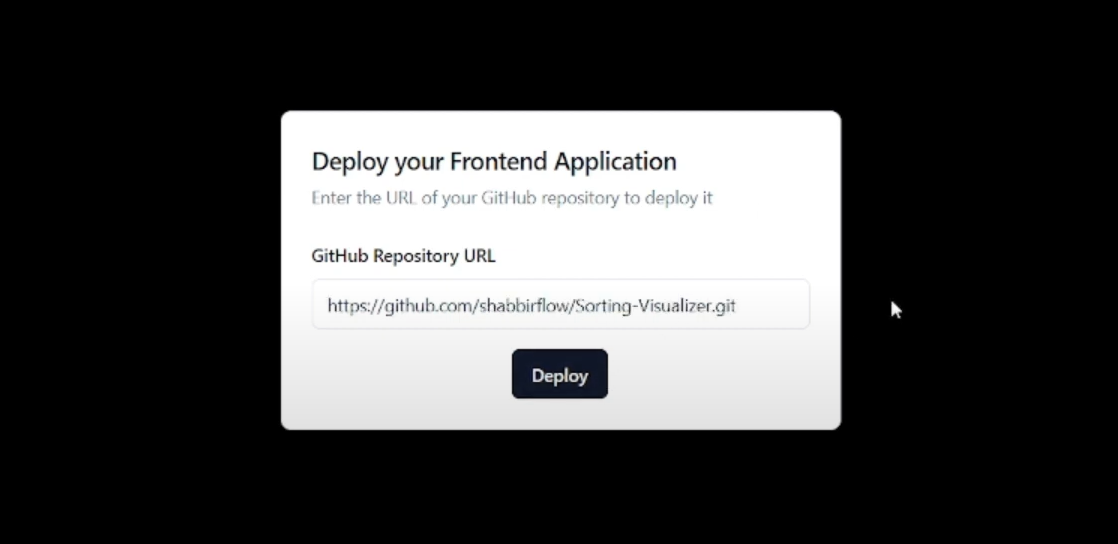 Deploy your Frontend Application
Enter the URL of your GitHub repository to deploy it
GitHub Repository URL
https://github.com/shabbirflow/Sorting-Visualizer.git
Deploy